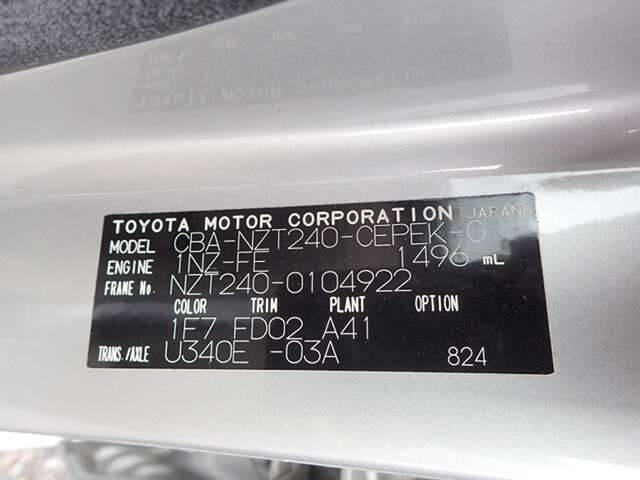 TOYOTA MOTOR CORPORATION JAPAN
MODEL CBA-NZT240-CEPEK-G
ENGINE 1NZ-FE 1496 mL
FRAME No. NZT240-0104922
COLOR TRIM PLANT OPTION
1F7 FD02 A41
TRANS./AXLE U340E -03A 824